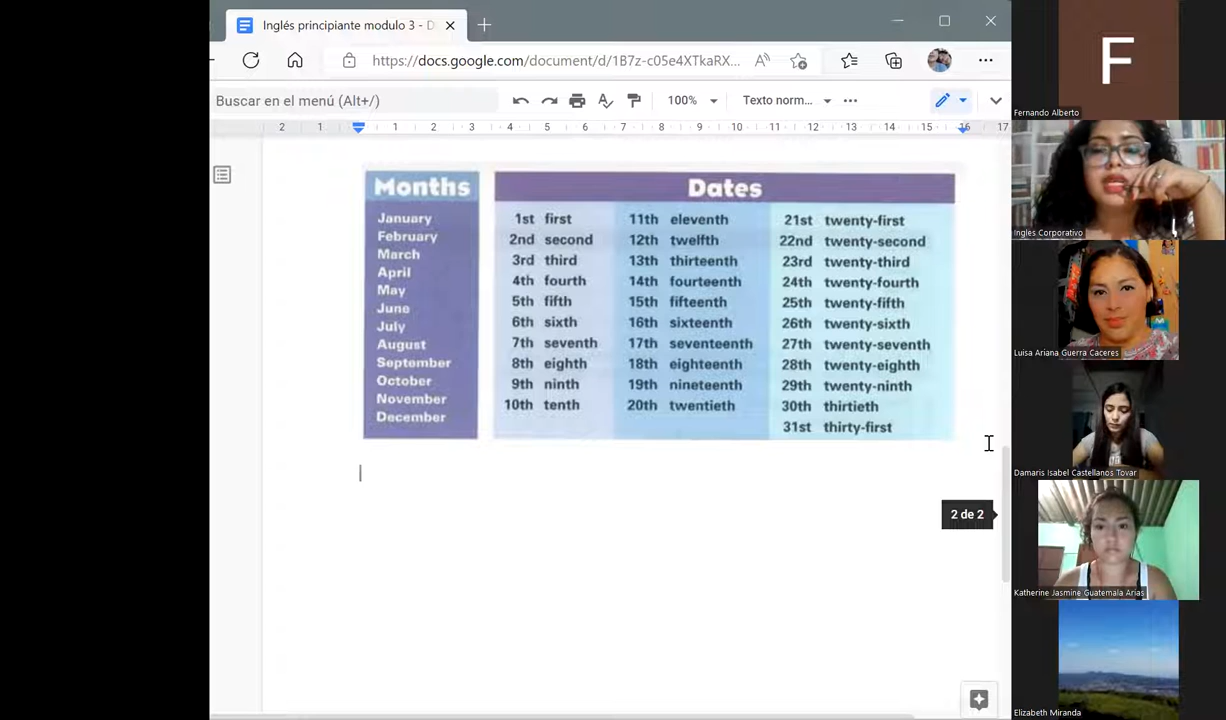 Inglés principiante modulo 3 - D
https://docs.google.com/document/d/1B7z-c05e4XTkaRX...
Buscar en el menú (Alt+/)
100%
Texto norm...
2 1 1 2 3 4 5 6 7 8 9 10 11 12 13 14 15 16 17
Months
January
February
March
April
May
June
July
August
September
October
November
December
Dates
1st first
2nd second
3rd third
4th fourth
5th fifth
6th sixth
7th seventh
8th eighth
9th ninth
10th tenth
11th eleventh
12th twelfth
13th thirteenth
14th fourteenth
15th fifteenth
16th sixteenth
17th seventeenth
18th eighteenth
19th nineteenth
20th twentieth
21st twenty-first
22nd twenty-second
23rd twenty-third
24th twenty-fourth
25th twenty-fifth
26th twenty-sixth
27th twenty-seventh
28th twenty-eighth
29th twenty-ninth
30th thirtieth
31st thirty-first
2 de 2
F
Fernando Alberto
Ingles Corporativo
Luisa Ariana Guerra Caceres
Damaris Isabel Castellanos Tovar
Katherine Jasmine Guatemala Arias
Elizabeth Miranda